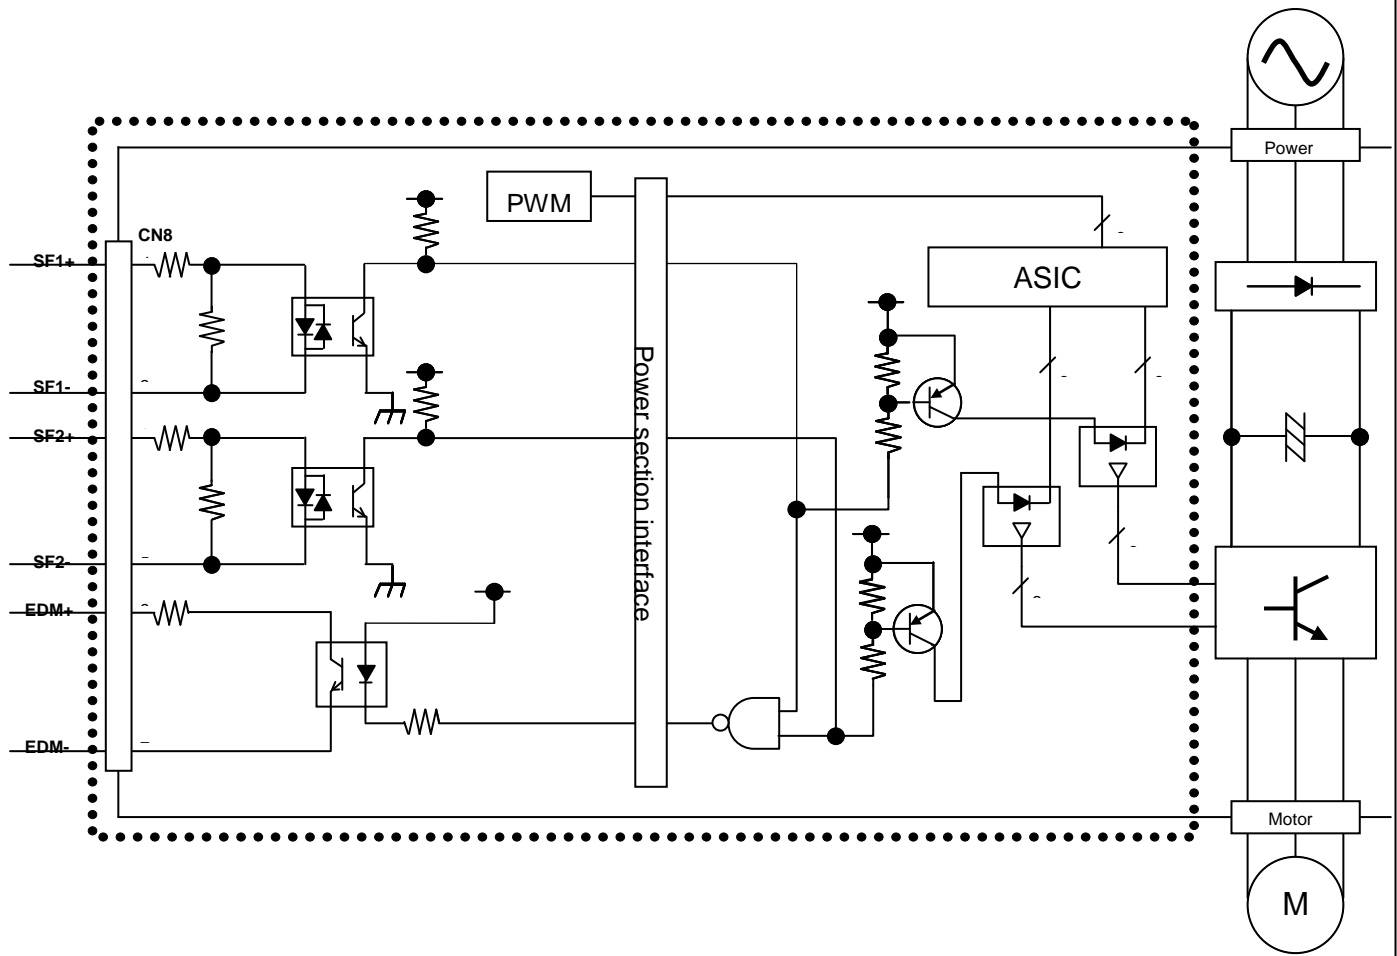 Power
PWM
CN8
SF1+
ASIC
Power section interface
SF1-
SF2+
SF2-
EDM+
EDM-
Motor
M